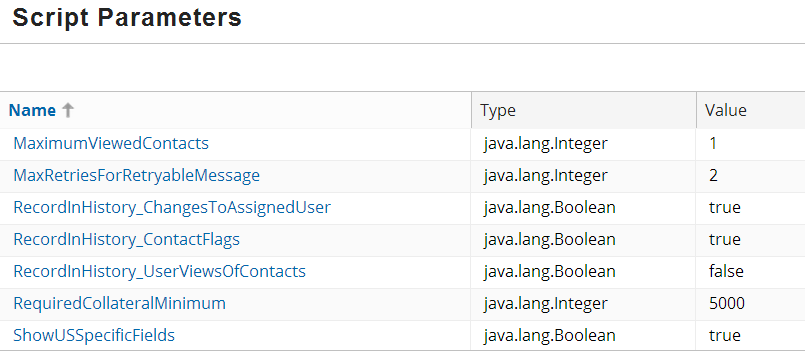 Script Parameters
Name Type Value
MaximumViewedContacts java.lang.Integer 1
MaxRetriesForRetryableMessage java.lang.Integer 2
RecordInHistory_ChangesToAssignedUser java.lang.Boolean true
RecordInHistory_ContactFlags java.lang.Boolean true
RecordInHistory_UserViewsOfContacts java.lang.Boolean false
RequiredCollateralMinimum java.lang.Integer 5000
ShowUSSpecificFields java.lang.Boolean true